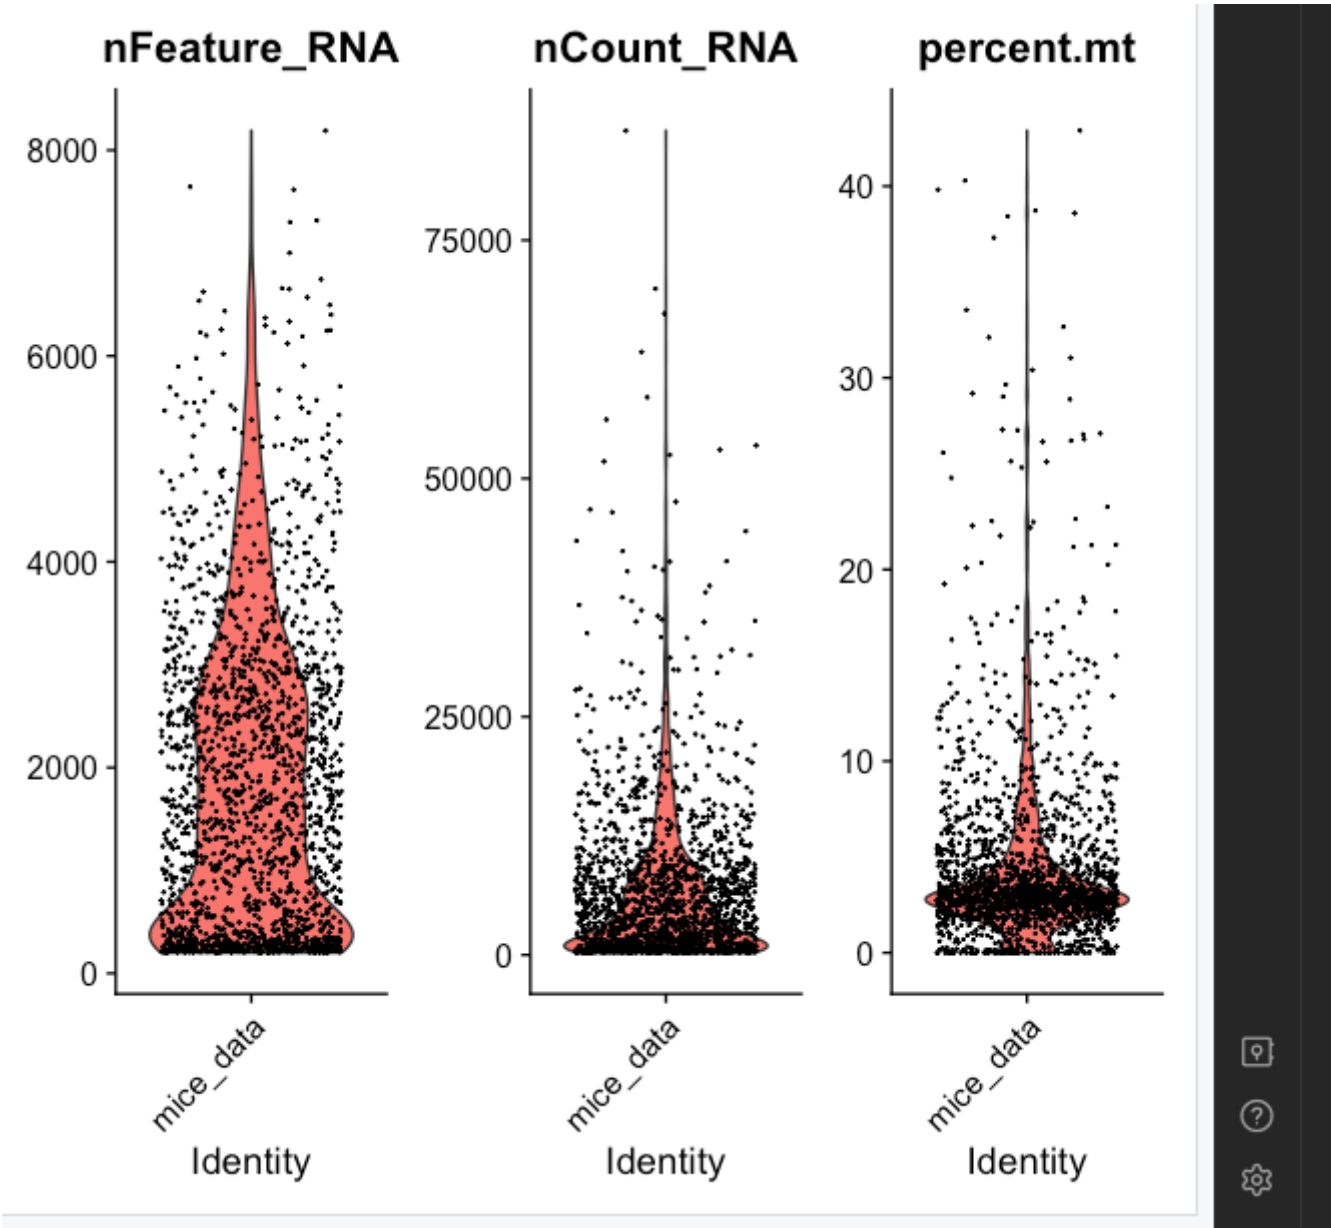 nFeature_RNA
8000
6000
4000
2000
0
mice_data
Identity
nCount_RNA
75000
50000
25000
0
mice_data
Identity
percent.mt
40
30
20
10
0
mice_data
Identity
?